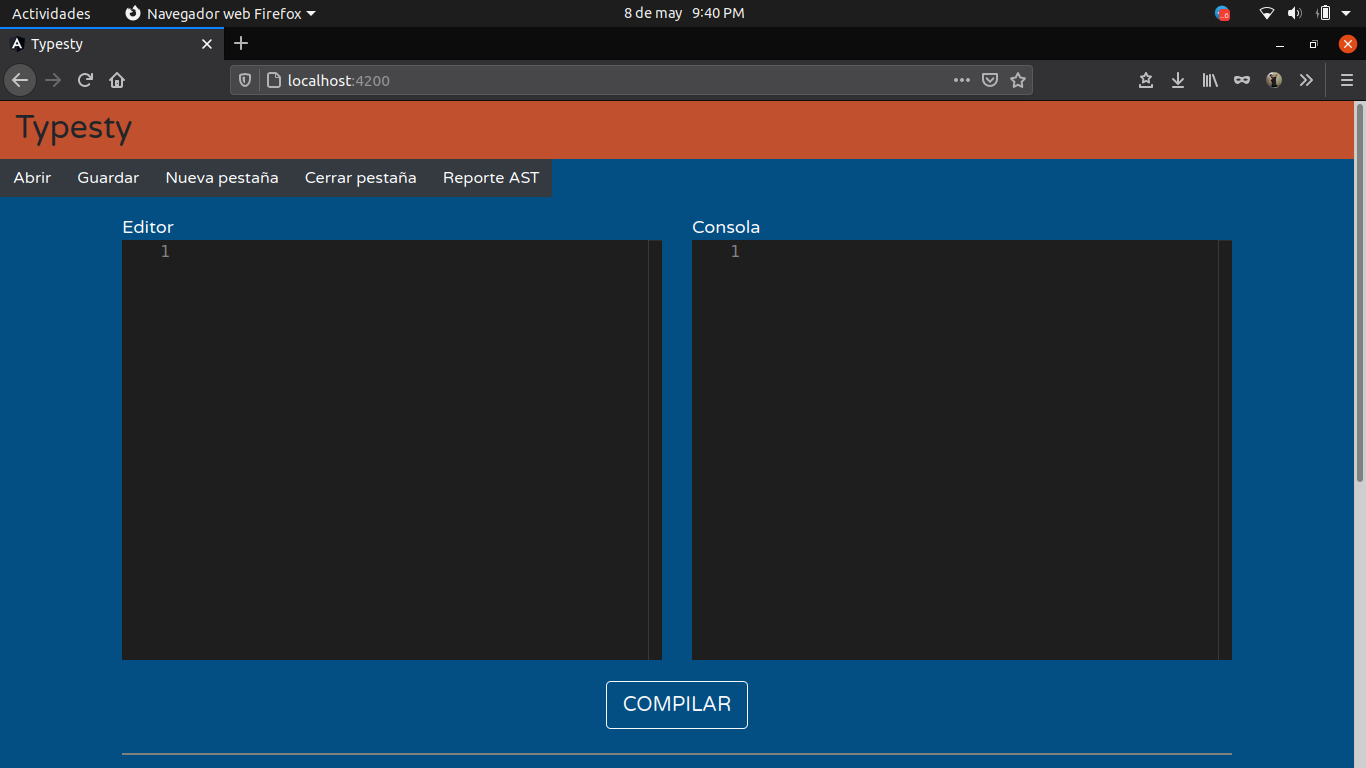 Actividades Navegador web Firefox 8 de may 9:40 PM
Typesty
localhost:4200
Typesty
Abrir Guardar Nueva pestaña Cerrar pestaña Reporte AST
Editor Consola
1 1
COMPILAR